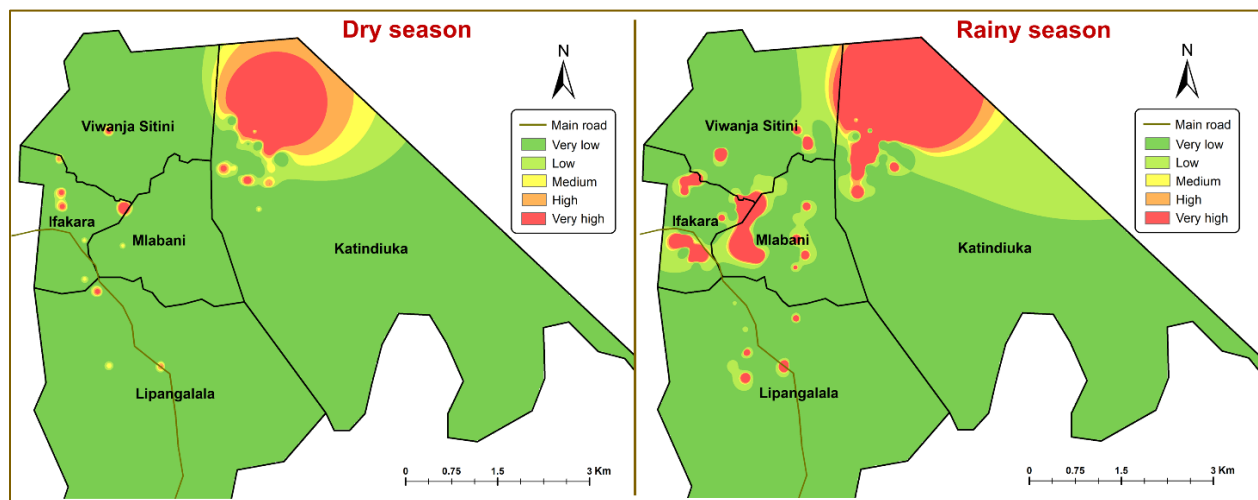 Dry season
N
Viwanja Sitini
Main road
Very low
Low
Medium
High
Very high
Ifakara
Mlabani
Katindiuka
Lipangalala
0 0.75 1.5 3 Km
Rainy season
N
Viwanja Sitini
Main road
Very low
Low
Medium
High
Very high
Ifakara
Mlabani
Katindiuka
Lipangalala
0 0.75 1.5 3 Km